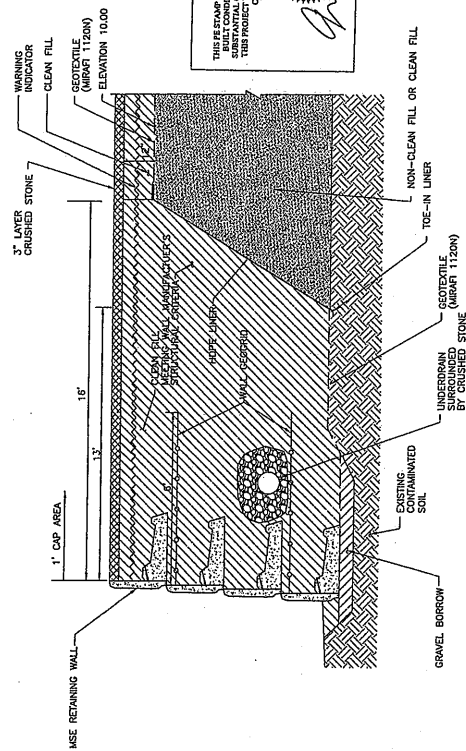 MSE RETAINING WALL
1' CAP AREA
13'
16'
3" LAYER
CRUSHED STONE
WARNING
INDICATOR
CLEAN FILL
GEOTEXTILE
(MIRAFI 1120N)
ELEVATION 10.00
1'
2'
CLEAN FILL
MEETING WALL MANUFACTURER'S
STRUCTURAL CRITERIA
HDPE LINER
WALL GEOGRID
GRAVEL BORROW
EXISTING
CONTAMINATED
SOIL
UNDERDRAIN
SURROUNDED
BY CRUSHED STONE
GEOTEXTILE
(MIRAFI 1120N)
TOE-IN LINER
NON-CLEAN FILL OR CLEAN FILL
THIS PE STAMP
BUILT COND
SUBSTANTIAL
THIS PROJECT